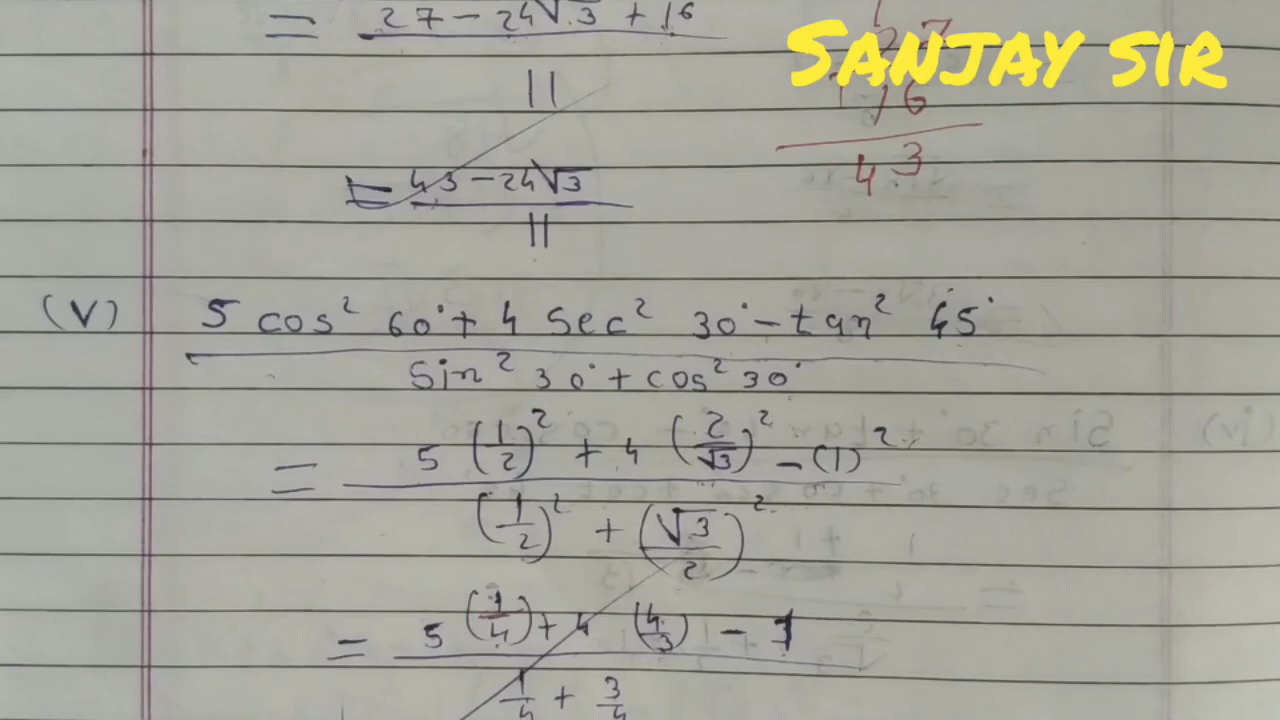 = 27 - 24√3 + 16
11
SANJAY SIR
27
16
43
= 43 - 24√3
11
(V) 5 cos² 60° + 4 Sec² 30° - tan² 45°
Sin² 30° + cos² 30°
= 5 (1/2)² + 4 (2/√3)² - (1)²
(1/2)² + (√3/2)²
= 5 (1/4) + 4 (4/3) - 1
1/4 + 3/4